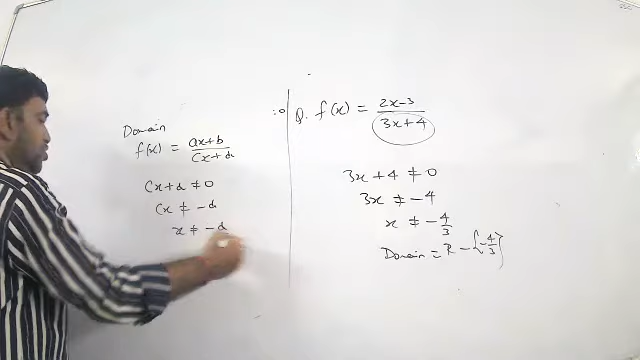 Domain
f(x) = ax+b / cx+d
cx+d ≠ 0
cx ≠ -d
x ≠ -d
:0
Q. f(x) = 2x-3 / 3x+4
3x+4 ≠ 0
3x ≠ -4
x ≠ -4/3
Domain = R - {-4/3}